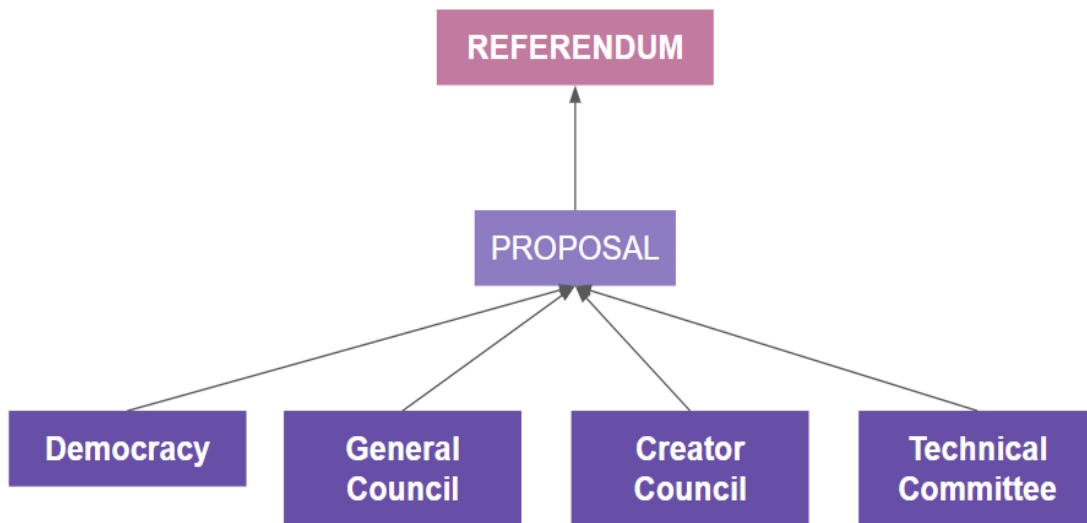 REFERENDUM
PROPOSAL
Democracy
General
Council
Creator
Council
Technical
Committee